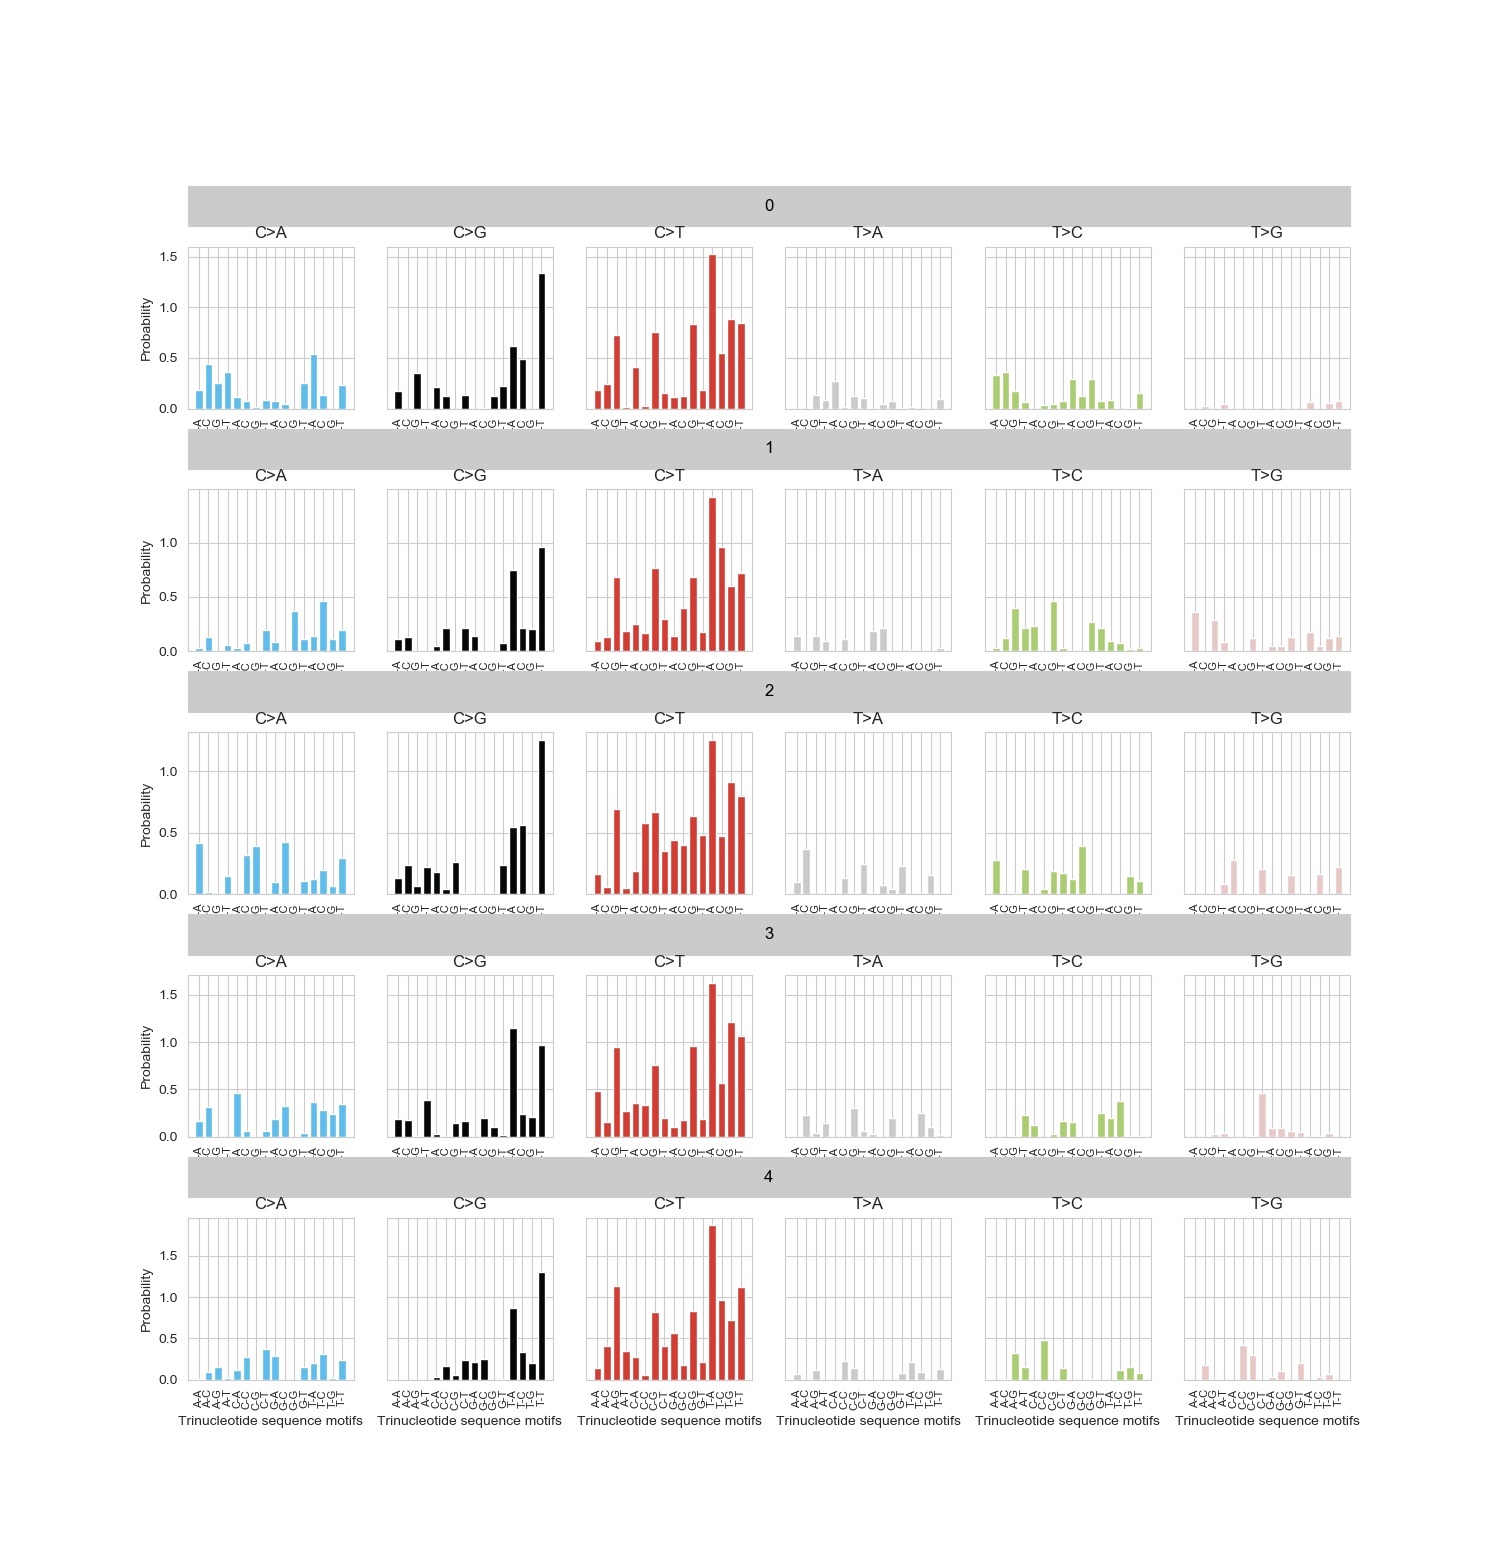 0
C>A C>G C>T T>A T>C T>G
1.5
1.0
0.5
0.0
Probability
1
C>A C>G C>T T>A T>C T>G
1.0
0.5
0.0
Probability
2
C>A C>G C>T T>A T>C T>G
1.0
0.5
0.0
Probability
3
C>A C>G C>T T>A T>C T>G
1.5
1.0
0.5
0.0
Probability
4
C>A C>G C>T T>A T>C T>G
1.5
1.0
0.5
0.0
Probability
A-A A-C A-G A-T C-A C-C C-G C-T G-A G-C G-G G-T T-A T-C T-G T-T
A-A A-C A-G A-T C-A C-C C-G C-T G-A G-C G-G G-T T-A T-C T-G T-T
A-A A-C A-G A-T C-A C-C C-G C-T G-A G-C G-G G-T T-A T-C T-G T-T
A-A A-C A-G A-T C-A C-C C-G C-T G-A G-C G-G G-T T-A T-C T-G T-T
A-A A-C A-G A-T C-A C-C C-G C-T G-A G-C G-G G-T T-A T-C T-G T-T
A-A A-C A-G A-T C-A C-C C-G C-T G-A G-C G-G G-T T-A T-C T-G T-T
Trinucleotide sequence motifs Trinucleotide sequence motifs Trinucleotide sequence motifs Trinucleotide sequence motifs Trinucleotide sequence motifs Trinucleotide sequence motifs